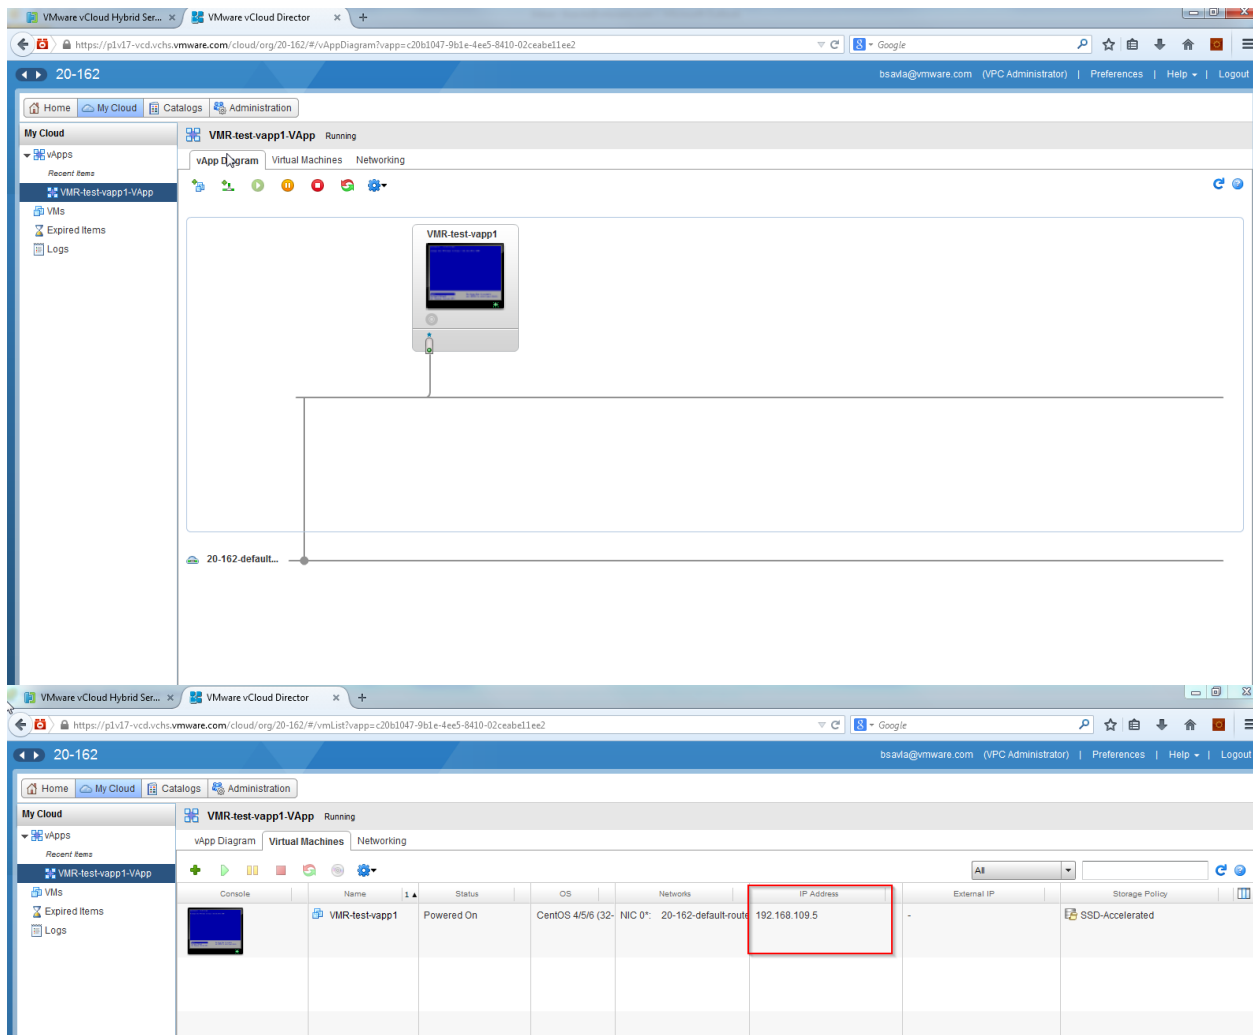 VMware vCloud Hybrid Ser... × VMware vCloud Director × +
https://p1v17-vcd.vchs.vmware.com/cloud/org/20-162/#/vAppDiagram?vapp=c20b1047-9b1e-4ee5-8410-02ceabe11ee2 Google
20-162 bsavla@vmware.com (VPC Administrator) | Preferences | Help | Logout
Home My Cloud Catalogs Administration
My Cloud VMR-test-vapp1-VApp Running
vApps vApp Diagram Virtual Machines Networking
Recent Items
VMR-test-vapp1-VApp
VMs
Expired Items
Logs
VMR-test-vapp1
20-162-default...
VMware vCloud Hybrid Ser... × VMware vCloud Director × +
https://p1v17-vcd.vchs.vmware.com/cloud/org/20-162/#/vmList?vapp=c20b1047-9b1e-4ee5-8410-02ceabe11ee2 Google
20-162 bsavla@vmware.com (VPC Administrator) | Preferences | Help | Logout
Home My Cloud Catalogs Administration
My Cloud VMR-test-vapp1-VApp Running
vApps vApp Diagram Virtual Machines Networking
Recent Items
VMR-test-vapp1-VApp All
VMs
Expired Items
Logs
Console Name 1 Status OS Networks IP Address External IP Storage Policy
VMR-test-vapp1 Powered On CentOS 4/5/6 (32- NIC 0*: 20-162-default-route 192.168.109.5 - SSD-Accelerated